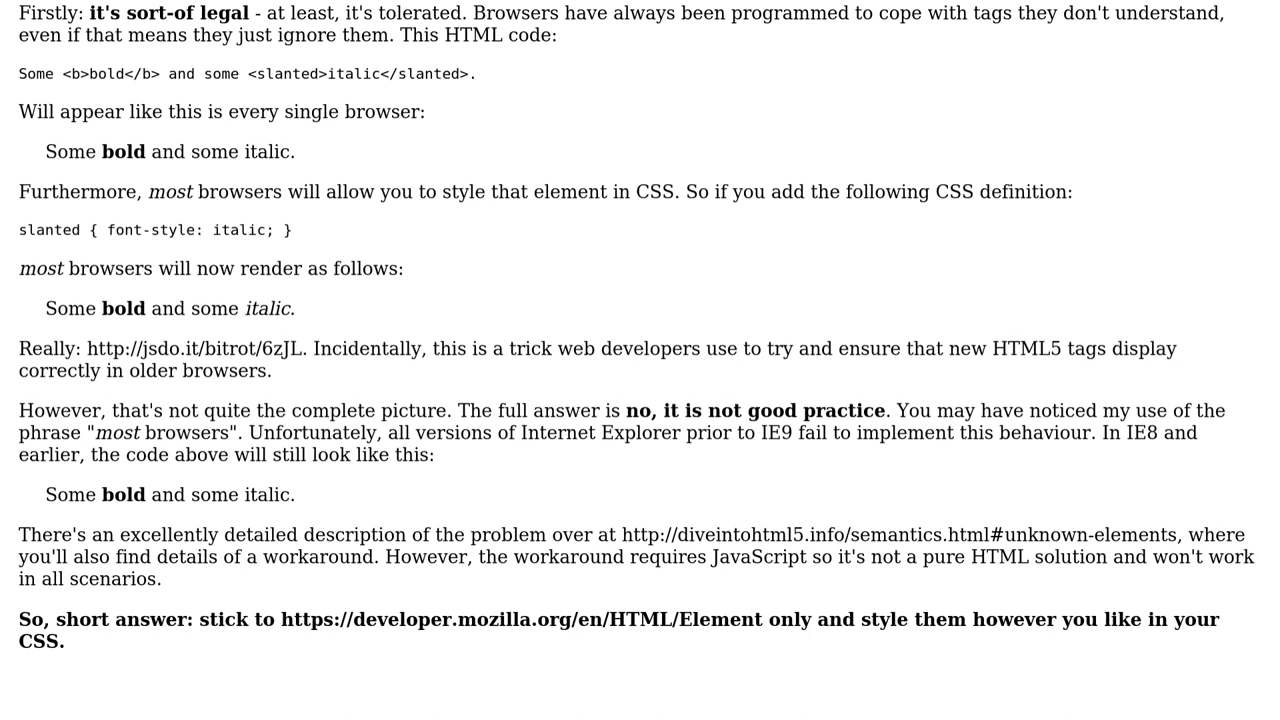 Firstly: it's sort-of legal - at least, it's tolerated. Browsers have always been programmed to cope with tags they don't understand,
even if that means they just ignore them. This HTML code:
Some <b>bold</b> and some <slanted>italic</slanted>.
Will appear like this is every single browser:
Some bold and some italic.
Furthermore, most browsers will allow you to style that element in CSS. So if you add the following CSS definition:
slanted { font-style: italic; }
most browsers will now render as follows:
Some bold and some italic.
Really: http://jsdo.it/bitrot/6zJL. Incidentally, this is a trick web developers use to try and ensure that new HTML5 tags display
correctly in older browsers.
However, that's not quite the complete picture. The full answer is no, it is not good practice. You may have noticed my use of the
phrase "most browsers". Unfortunately, all versions of Internet Explorer prior to IE9 fail to implement this behaviour. In IE8 and
earlier, the code above will still look like this:
Some bold and some italic.
There's an excellently detailed description of the problem over at http://diveintohtml5.info/semantics.html#unknown-elements, where
you'll also find details of a workaround. However, the workaround requires JavaScript so it's not a pure HTML solution and won't work
in all scenarios.
So, short answer: stick to https://developer.mozilla.org/en/HTML/Element only and style them however you like in your
CSS.